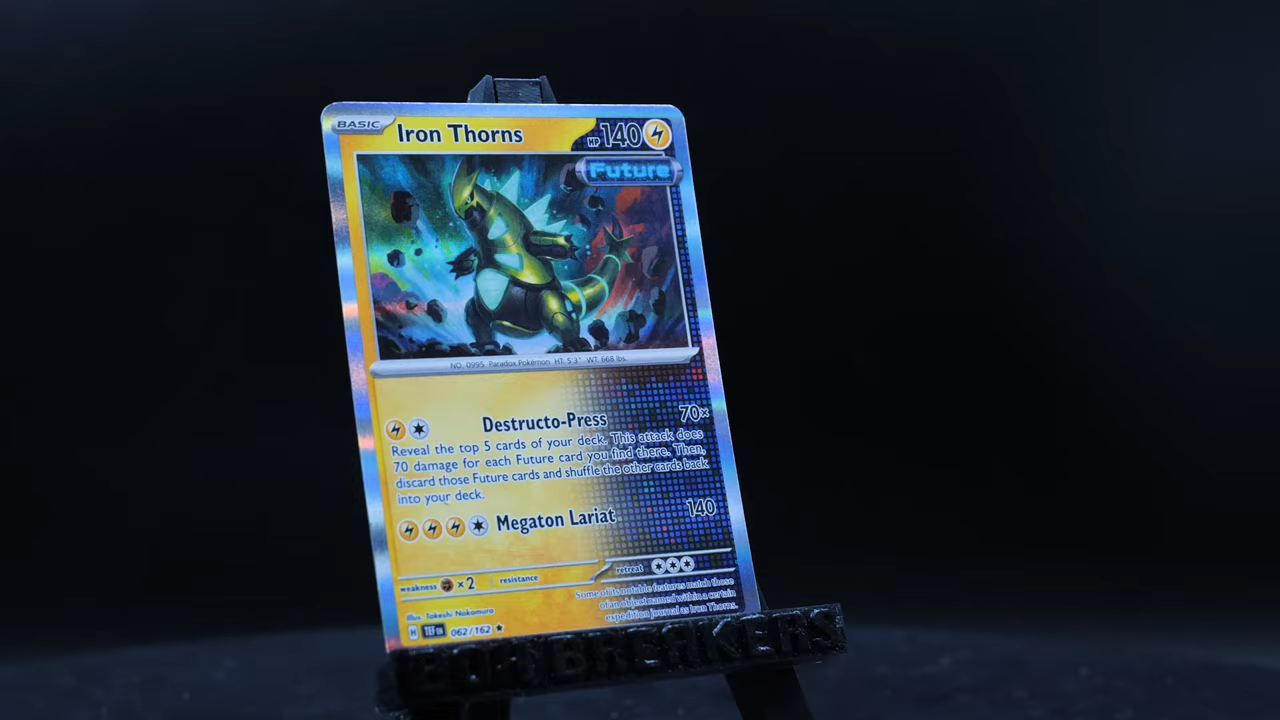 BASIC Iron Thorns HP 140
Future
NO. 0995 Paradox Pokémon HT: 5'3" WT: 668 lbs.
Destructo-Press 70×
Reveal the top 5 cards of your deck. This attack does
70 damage for each Future card you find there. Then,
discard those Future cards and shuffle the other cards back
into your deck.
Megaton Lariat 140
weakness ×2 resistance retreat
Some of its notable features match those
of an object named within a certain
expedition journal as Iron Thorns.
Illus. Takeshi Nakamura
H TEF EN 062/162 ★
BREAKERS